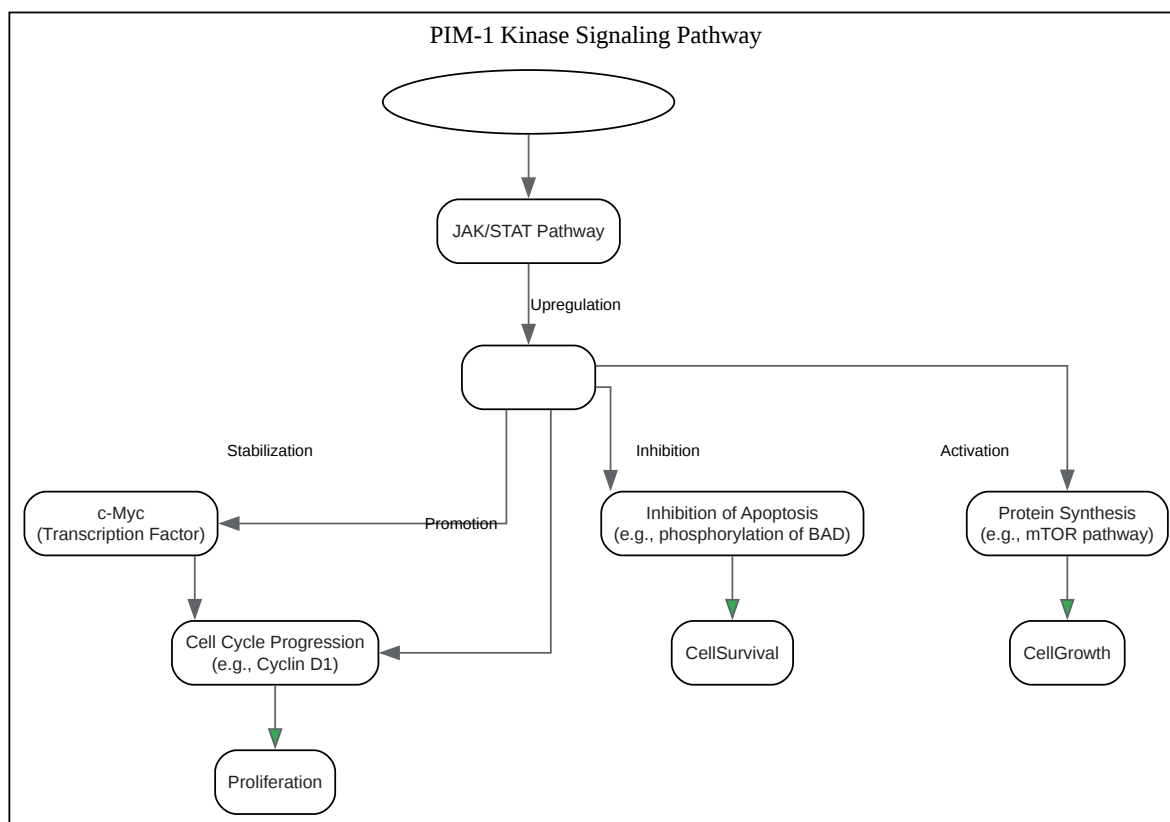 PIM-1 Kinase Signaling Pathway
JAK/STAT Pathway
Upregulation
Stabilization
Inhibition
Activation
c-Myc
(Transcription Factor)
Promotion
Inhibition of Apoptosis
(e.g., phosphorylation of BAD)
Protein Synthesis
(e.g., mTOR pathway)
Cell Cycle Progression
(e.g., Cyclin D1)
CellSurvival
CellGrowth
Proliferation